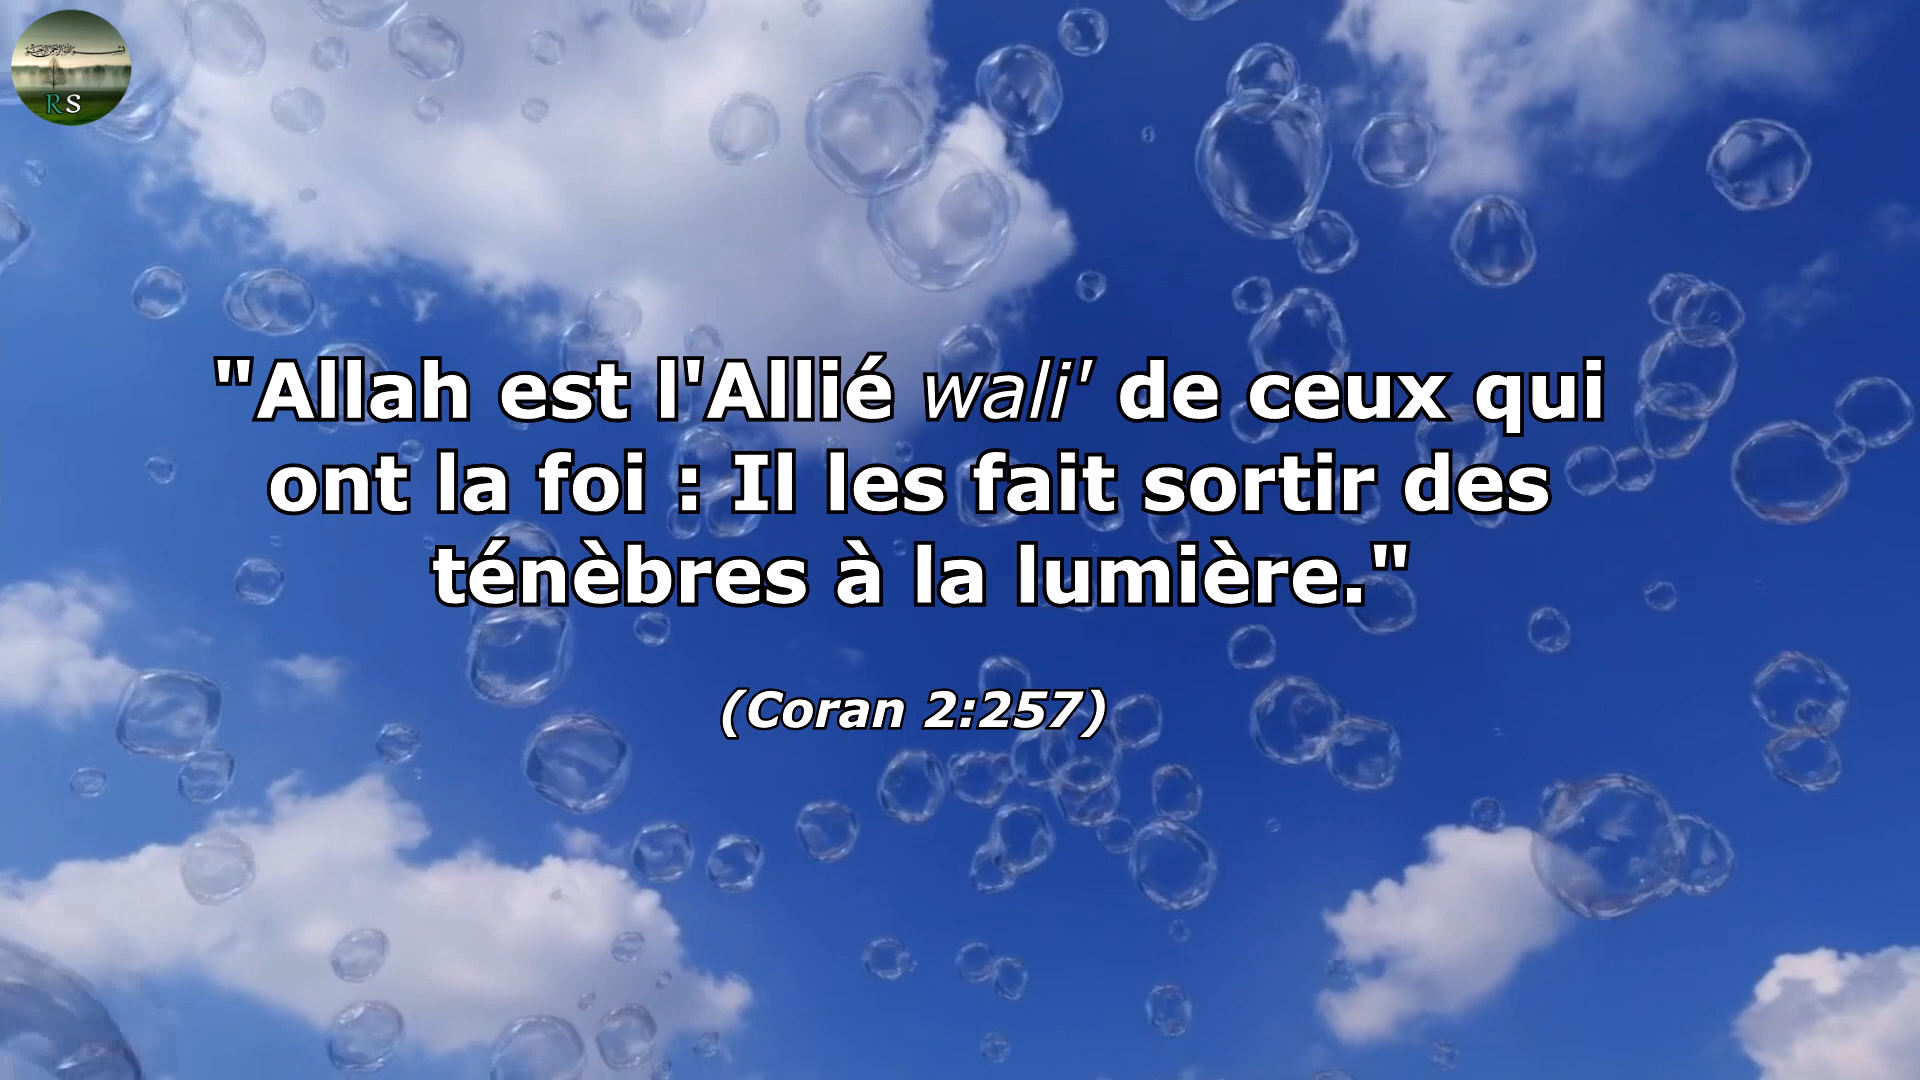 RS
"Allah est l'Allié wali' de ceux qui
ont la foi : Il les fait sortir des
ténèbres à la lumière."
(Coran 2:257)